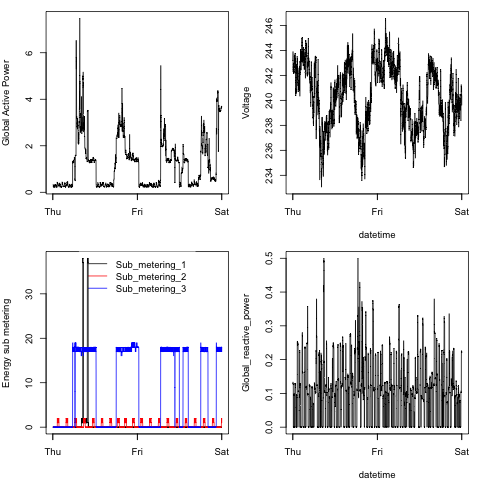 Global Active Power
6
4
2
0
Thu Fri Sat
Voltage
246
244
242
240
238
236
234
Thu Fri Sat
datetime
Energy sub metering
30
20
10
0
Sub_metering_1
Sub_metering_2
Sub_metering_3
Thu Fri Sat
Global_reactive_power
0.5
0.4
0.3
0.2
0.1
0.0
Thu Fri Sat
datetime